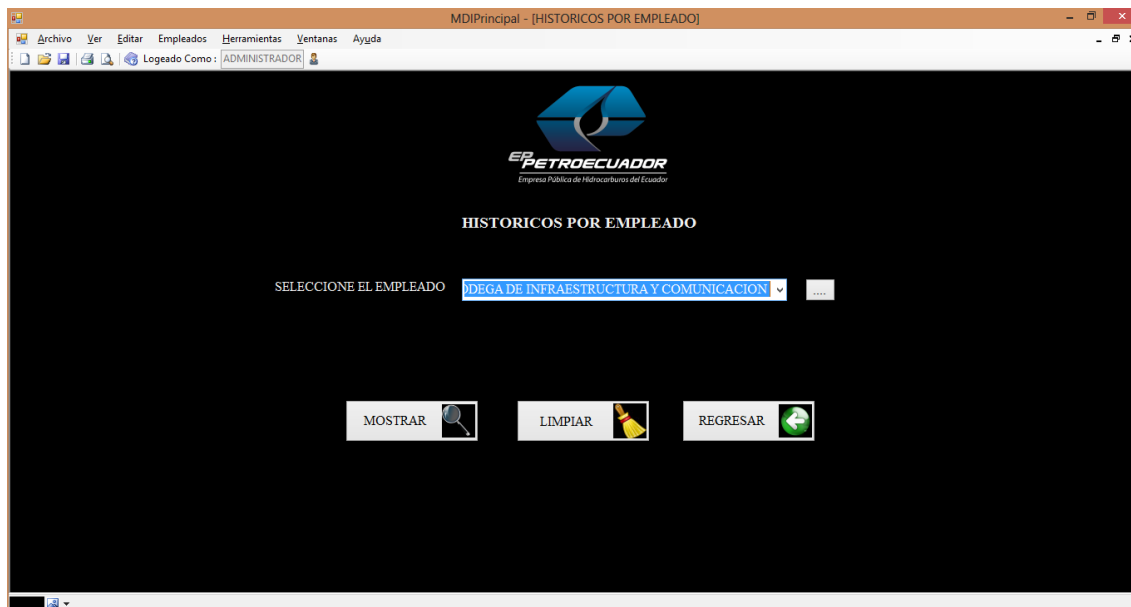 MDIPrincipal - [HISTORICOS POR EMPLEADO]
Archivo Ver Editar Empleados Herramientas Ventanas Ayuda
Logeado Como : ADMINISTRADOR
EP PETROECUADOR
Empresa Pública de Hidrocarburos del Ecuador
HISTORICOS POR EMPLEADO
SELECCIONE EL EMPLEADO
DE INFRAESTRUCTURA Y COMUNICACION
....
MOSTRAR
LIMPIAR
REGRESAR